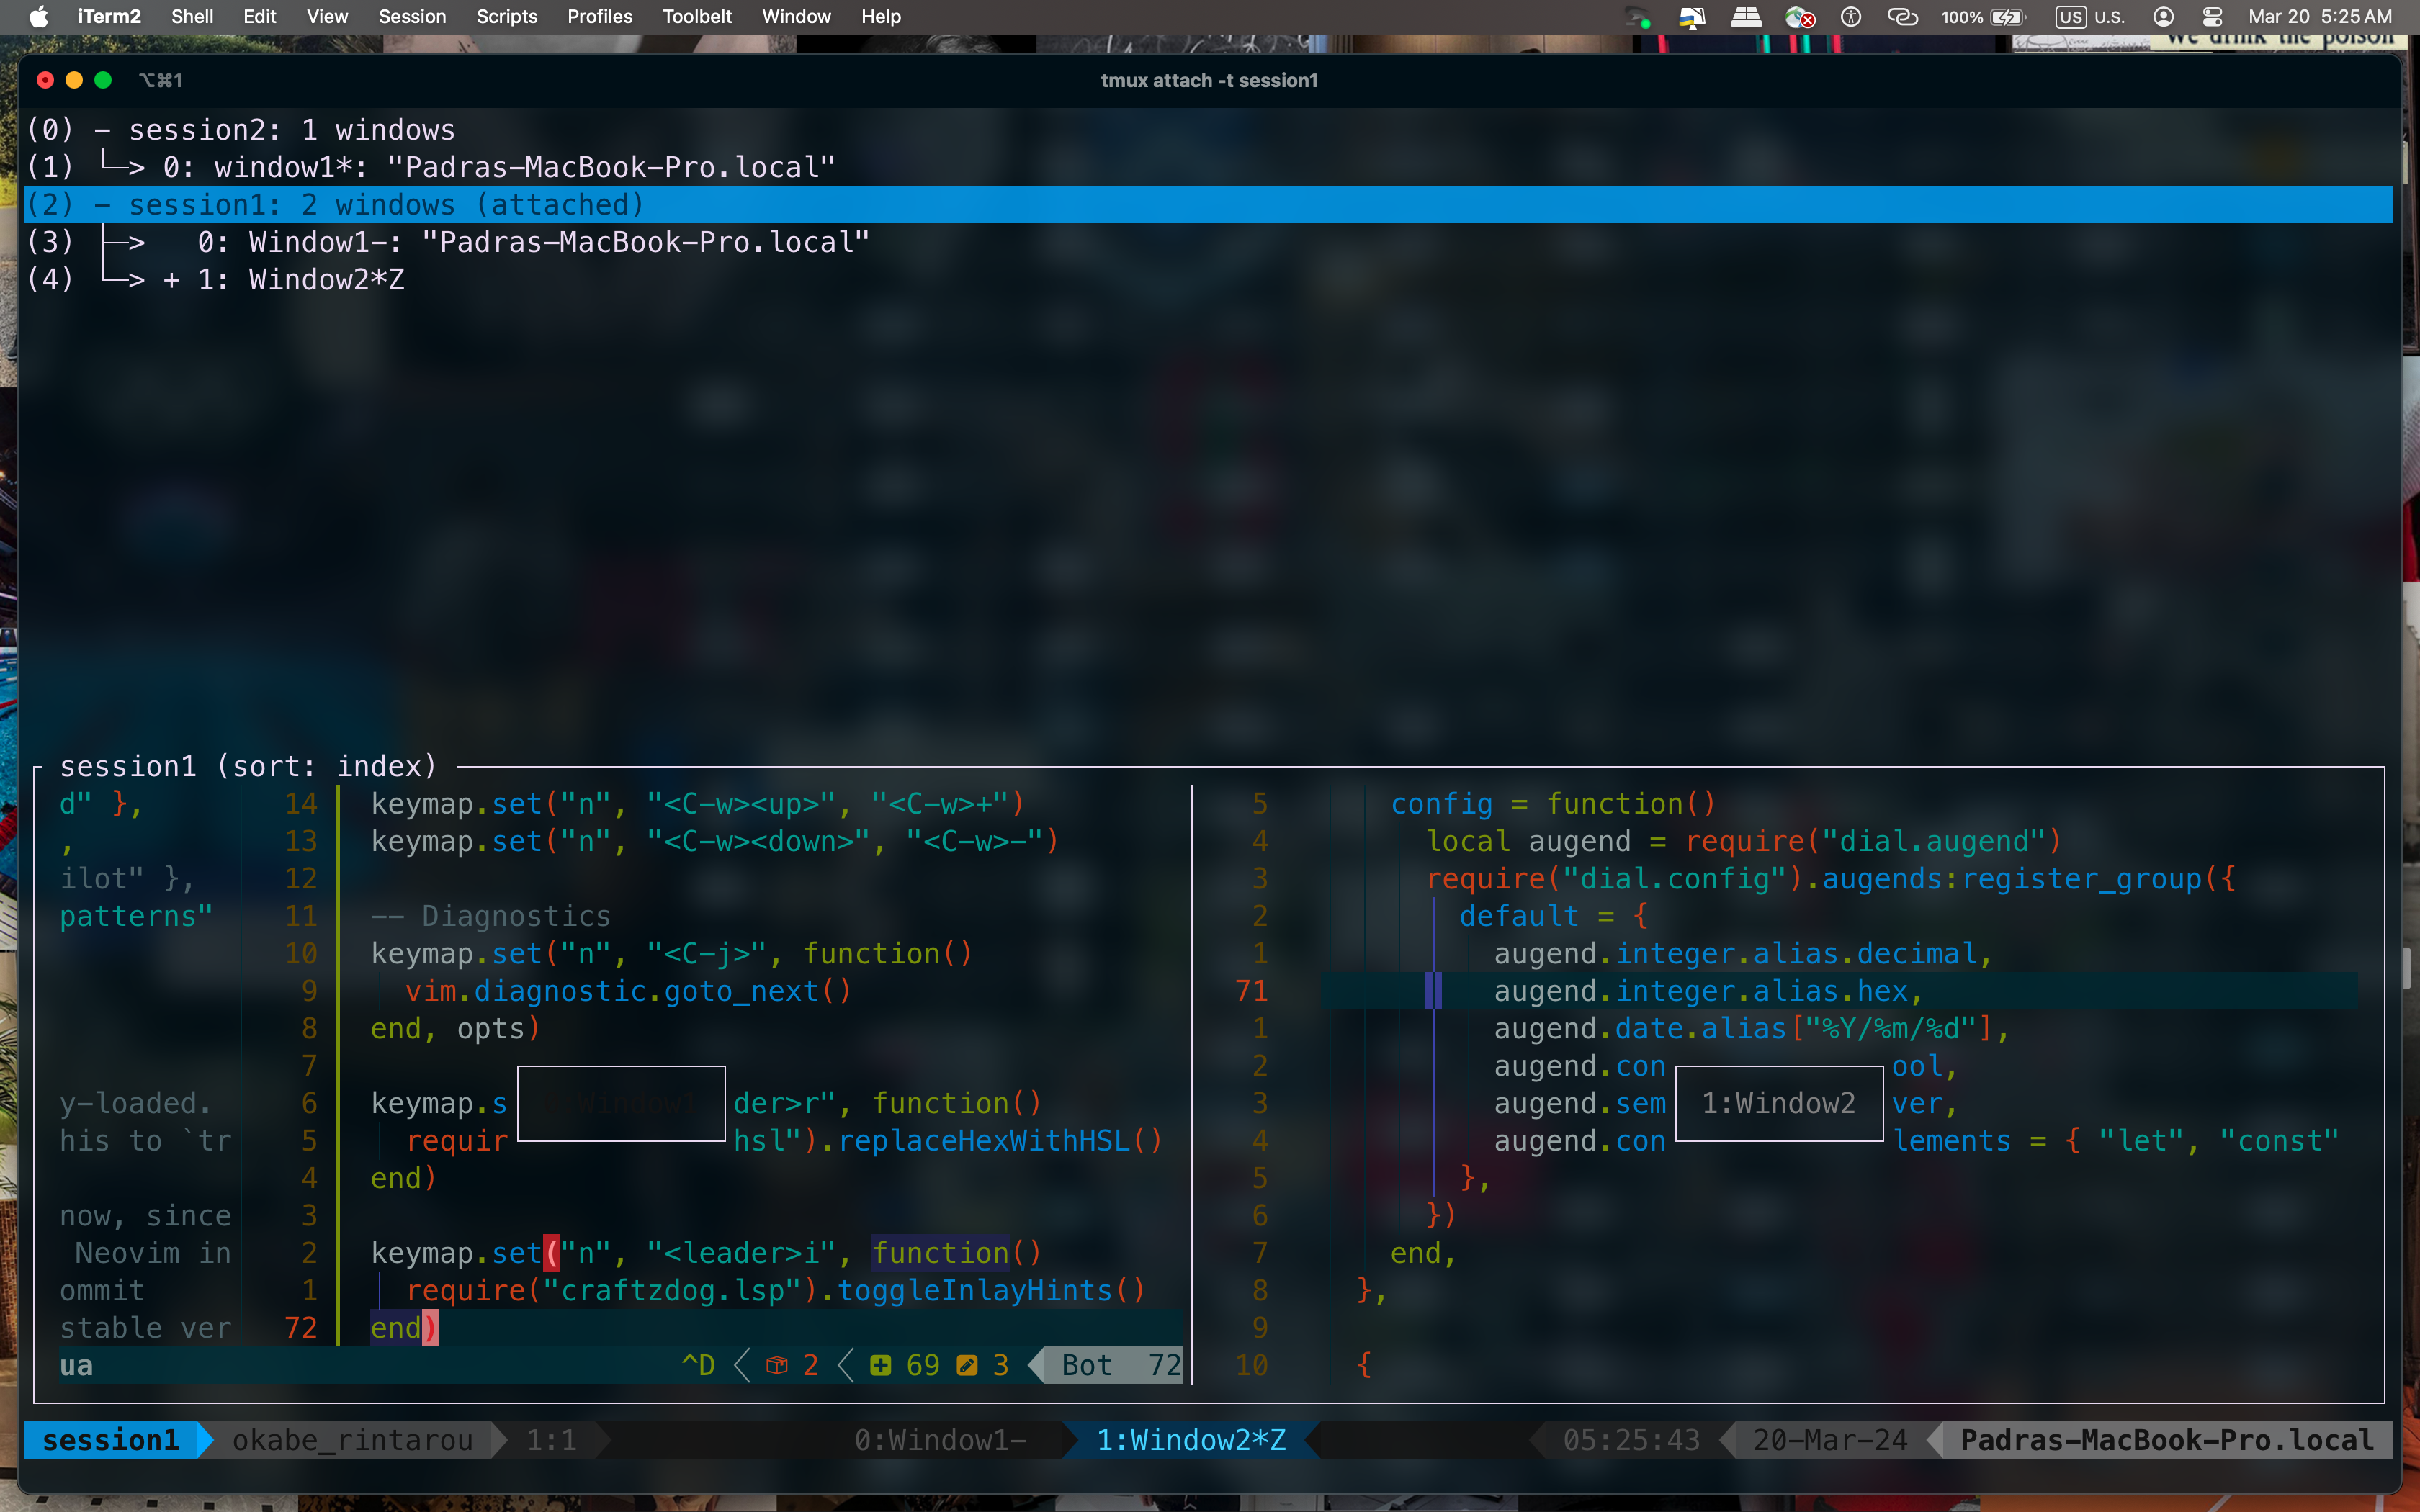 iTerm2 Shell Edit View Session Scripts Profiles Toolbelt Window Help 100% US U.S. Mar 20 5:25 AM
We drink the poison
⌥⌘1 tmux attach -t session1
(0) - session2: 1 windows
(1) └─> 0: window1*: "Padras-MacBook-Pro.local"
(2) - session1: 2 windows (attached)
(3) ├─>   0: Window1-: "Padras-MacBook-Pro.local"
(4) └─> + 1: Window2*Z
session1 (sort: index)
d" }, 14 keymap.set("n", "<C-w><up>", "<C-w>+") 5 config = function()
, 13 keymap.set("n", "<C-w><down>", "<C-w>-") 4 local augend = require("dial.augend")
ilot" }, 12 3 require("dial.config").augends:register_group({
patterns" 11 -- Diagnostics 2 default = {
10 keymap.set("n", "<C-j>", function() 1 augend.integer.alias.decimal,
9 vim.diagnostic.goto_next() 71 augend.integer.alias.hex,
8 end, opts) 1 augend.date.alias["%Y/%m/%d"],
7 2 augend.con ool,
y-loaded. 6 keymap.s Window1 der>r", function() 3 augend.sem 1:Window2 ver,
his to `tr 5 requir hsl").replaceHexWithHSL() 4 augend.con lements = { "let", "const"
4 end) 5 },
now, since 3 6 })
Neovim in 2 keymap.set("n", "<leader>i", function() 7 end,
ommit 1 require("craftzdog.lsp").toggleInlayHints() 8 },
stable ver 72 end) 9
ua ^D 2 69 3 Bot 72 10 {
session1 okabe_rintarou 1:1 0:Window1- 1:Window2*Z 05:25:43 20-Mar-24 Padras-MacBook-Pro.local